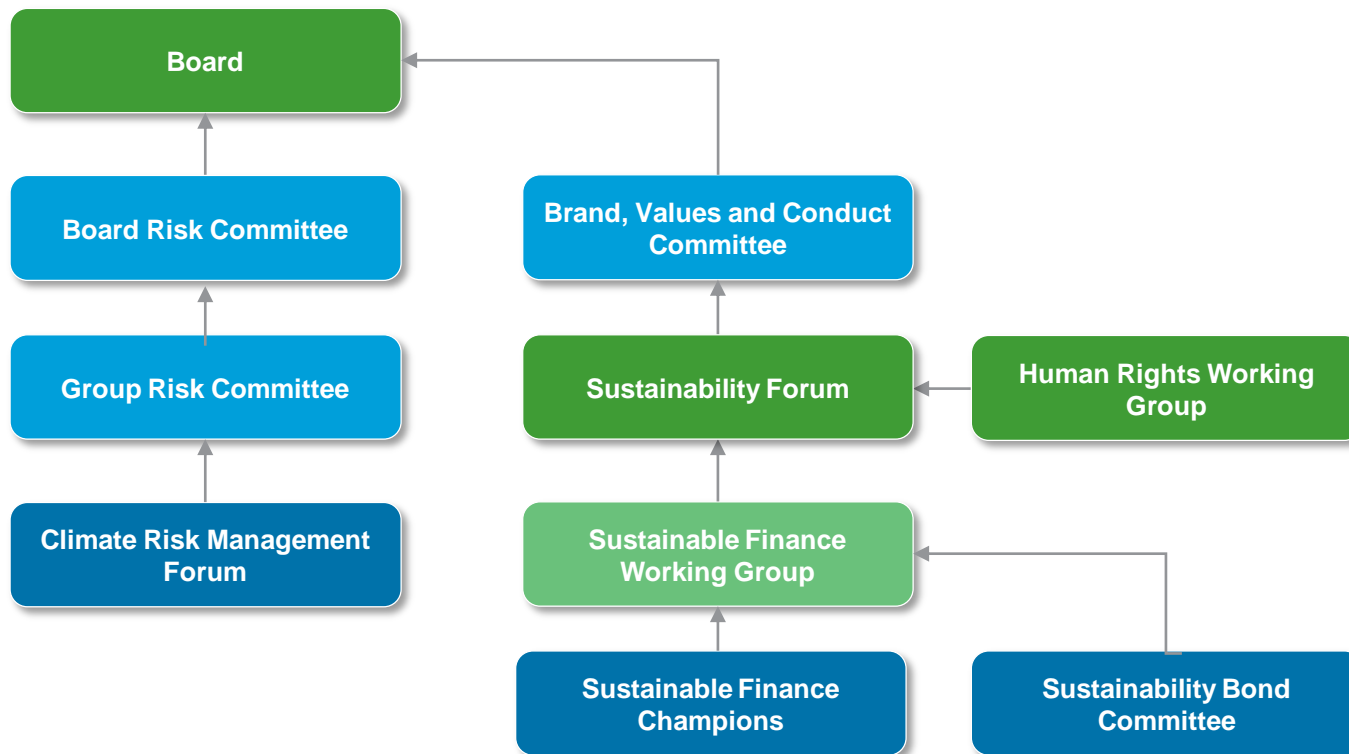 Board
Board Risk Committee
Brand, Values and Conduct
Committee
Group Risk Committee
Sustainability Forum
Human Rights Working
Group
Climate Risk Management
Forum
Sustainable Finance
Working Group
Sustainable Finance
Champions
Sustainability Bond
Committee